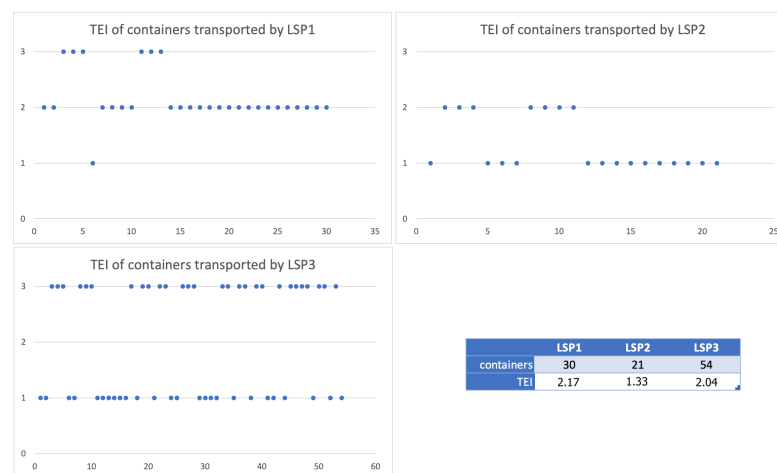 TEI of containers transported by LSP1
3
2
1
0
0 5 10 15 20 25 30 35
TEI of containers transported by LSP2
3
2
1
0
0 5 10 15 20 25
TEI of containers transported by LSP3
3
2
1
0
0 10 20 30 40 50 60
LSP1 LSP2 LSP3
containers 30 21 54
TEI 2.17 1.33 2.04